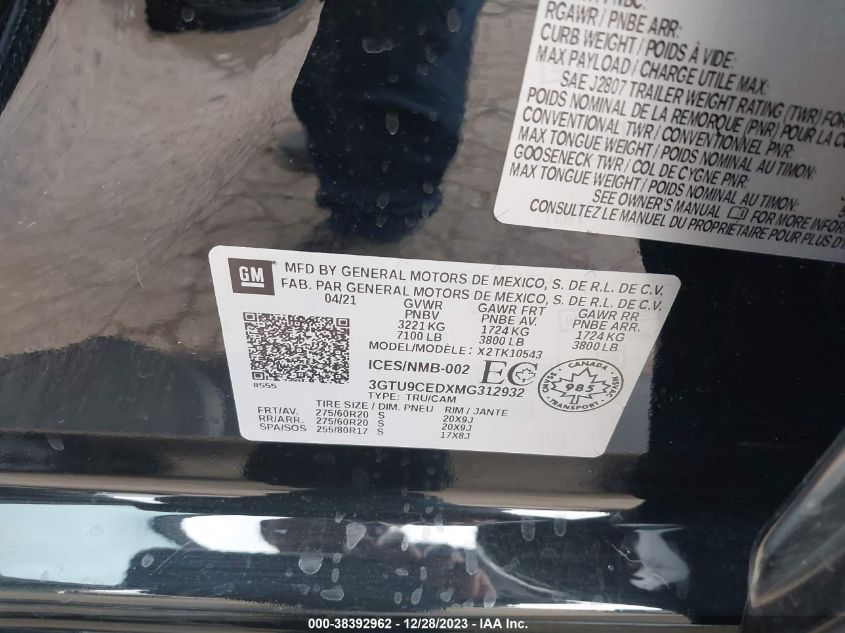 RGAWR / PNBE ARR:
CURB WEIGHT / POIDS À VIDE:
MAX PAYLOAD / CHARGE UTILE MAX:
SAE J2807 TRAILER WEIGHT RATING (TWR) FOR
POIDS NOMINAL DE LA REMORQUE (PNR) POUR LA
CONVENTIONAL TWR / CONVENTIONNEL PNR:
MAX TONGUE WEIGHT / POIDS NOMINAL AU TIMON:
GOOSENECK TWR / COL DE CYGNE PNR:
MAX TONGUE WEIGHT / POIDS NOMINAL AU TIMON:
SEE OWNER'S MANUAL FOR MORE INFOR
CONSULTEZ LE MANUEL DU PROPRIÉTAIRE POUR PLUS D'I
GM
MFD BY GENERAL MOTORS DE MEXICO, S. DE R.L. DE C.V.
FAB. PAR GENERAL MOTORS DE MEXICO, S. DE R.L. DE C.V.
04/21 GVWR GAWR FRT GAWR RR
PNBV PNBE AV. PNBE ARR.
3221 KG 1724 KG 1724 KG
7100 LB 3800 LB 3800 LB
MODEL/MODÈLE: X2TK10543
ICES/NMB-002 EC
3GTU9CEDXMG312932
TYPE: TRU/CAM
8555
CANADA
985
TRANSPORT
NSVAC
TIRE SIZE / DIM. PNEU RIM / JANTE
FRT/AV. 275/60R20 S 20X9J
RR/ARR. 275/60R20 S 20X9J
SPA/SOS 255/80R17 S 17X8J
000-38392962 - 12/28/2023 - IAA Inc.